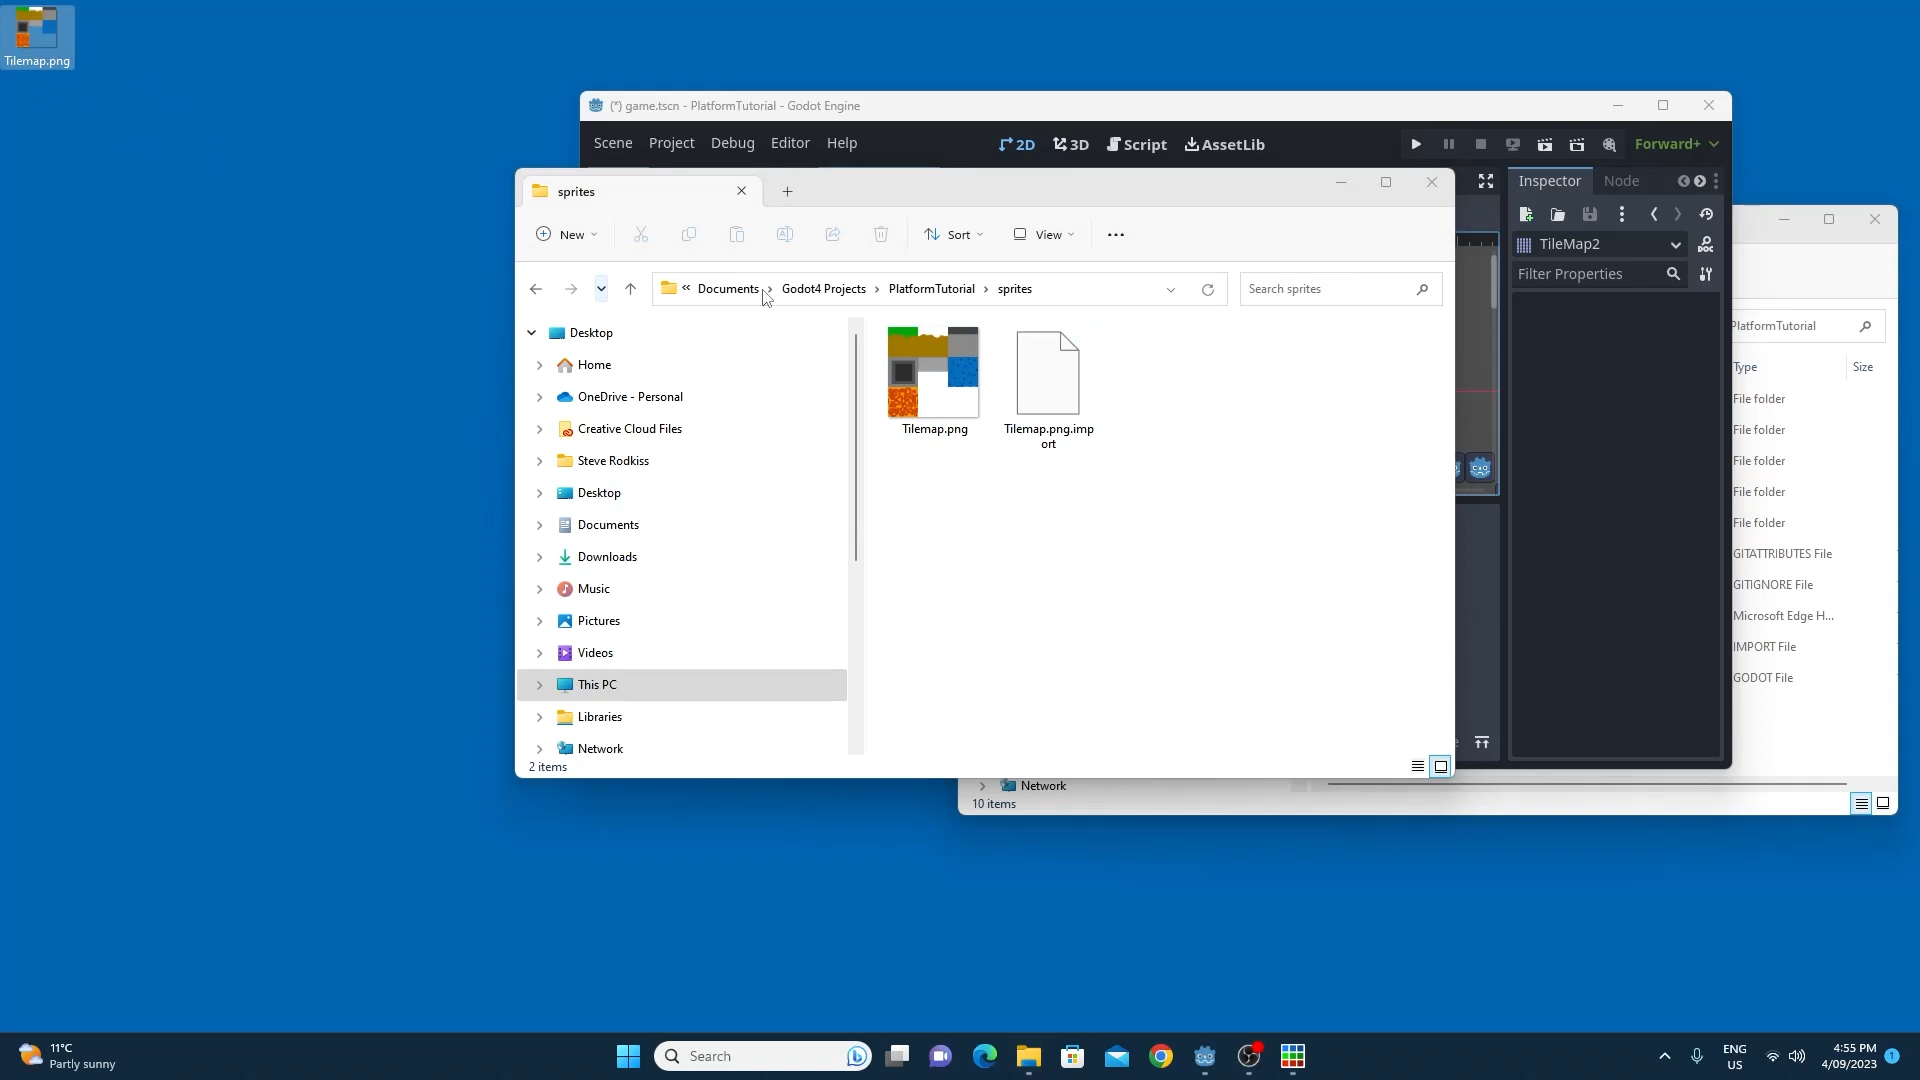 Tilemap.png
(*) game.tscn - PlatformTutorial - Godot Engine
Scene Project Debug Editor Help
2D 3D Script AssetLib
Forward+
sprites
Inspector Node
New
Sort
View
TileMap2
DOC
Filter Properties
« Documents > Godot4 Projects > PlatformTutorial > sprites
Search sprites
PlatformTutorial
Type Size
File folder
File folder
File folder
File folder
File folder
GITATTRIBUTES File
GITIGNORE File
Microsoft Edge H...
IMPORT File
GODOT File
Desktop
Home
OneDrive - Personal
Creative Cloud Files
Steve Rodkiss
Desktop
Documents
Downloads
Music
Pictures
Videos
This PC
Libraries
Network
Tilemap.png
Tilemap.png.imp
ort
2 items
Network
10 items
11°C
Partly sunny
Search
ENG
US
4:55 PM
4/09/2023
1